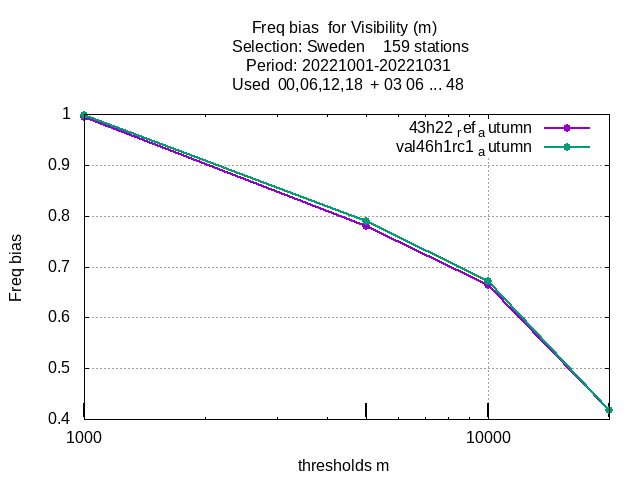 Freq bias  for Visibility (m)
Selection: Sweden    159 stations
Period: 20221001-20221031
Used  00,06,12,18  + 03 06 ... 48
43h22 ref autumn
val46h1rc1 autumn
1
0.9
0.8
0.7
0.6
0.5
0.4
Freq bias
1000
10000
thresholds m